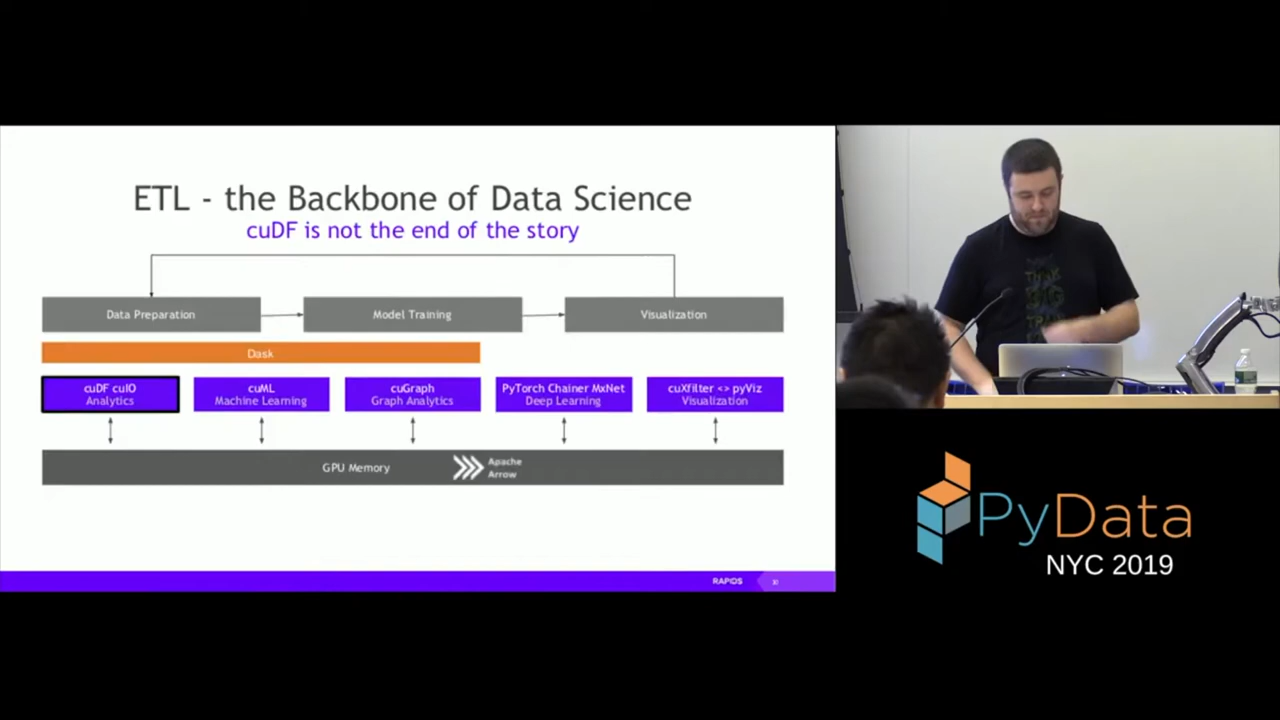 ETL - the Backbone of Data Science
cuDF is not the end of the story
Data Preparation
Model Training
Visualization
Dask
cuDF cuIO
Analytics
cuML
Machine Learning
cuGraph
Graph Analytics
PyTorch Chainer MxNet
Deep Learning
cuXfilter <> pyViz
Visualization
GPU Memory
Apache
Arrow
RAPIDS
THINK
BIG
PyData
NYC 2019